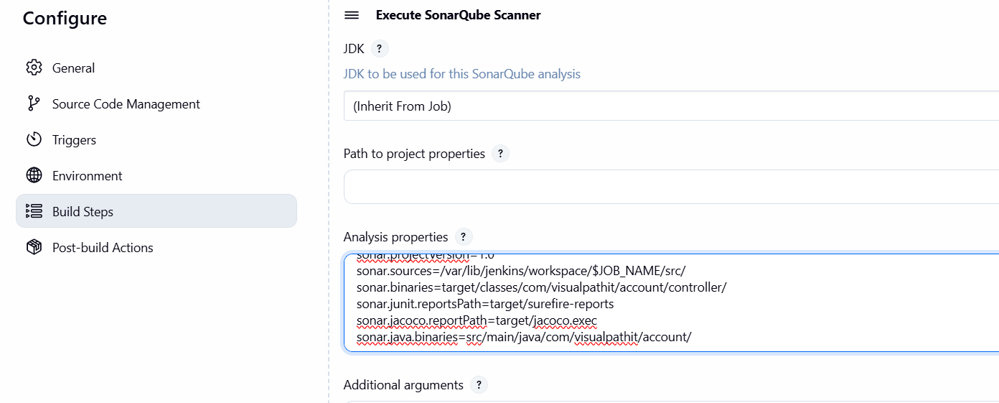 Configure
General
Source Code Management
Triggers
Environment
Build Steps
Post-build Actions
Execute SonarQube Scanner
JDK ?
JDK to be used for this SonarQube analysis
(Inherit From Job)
Path to project properties ?
Analysis properties ?
sonar.projectVersion=1.0
sonar.sources=/var/lib/jenkins/workspace/$JOB_NAME/src/
sonar.binaries=target/classes/com/visualpathit/account/controller/
sonar.junit.reportsPath=target/surefire-reports
sonar.jacoco.reportPath=target/jacoco.exec
sonar.java.binaries=src/main/java/com/visualpathit/account/
Additional arguments ?